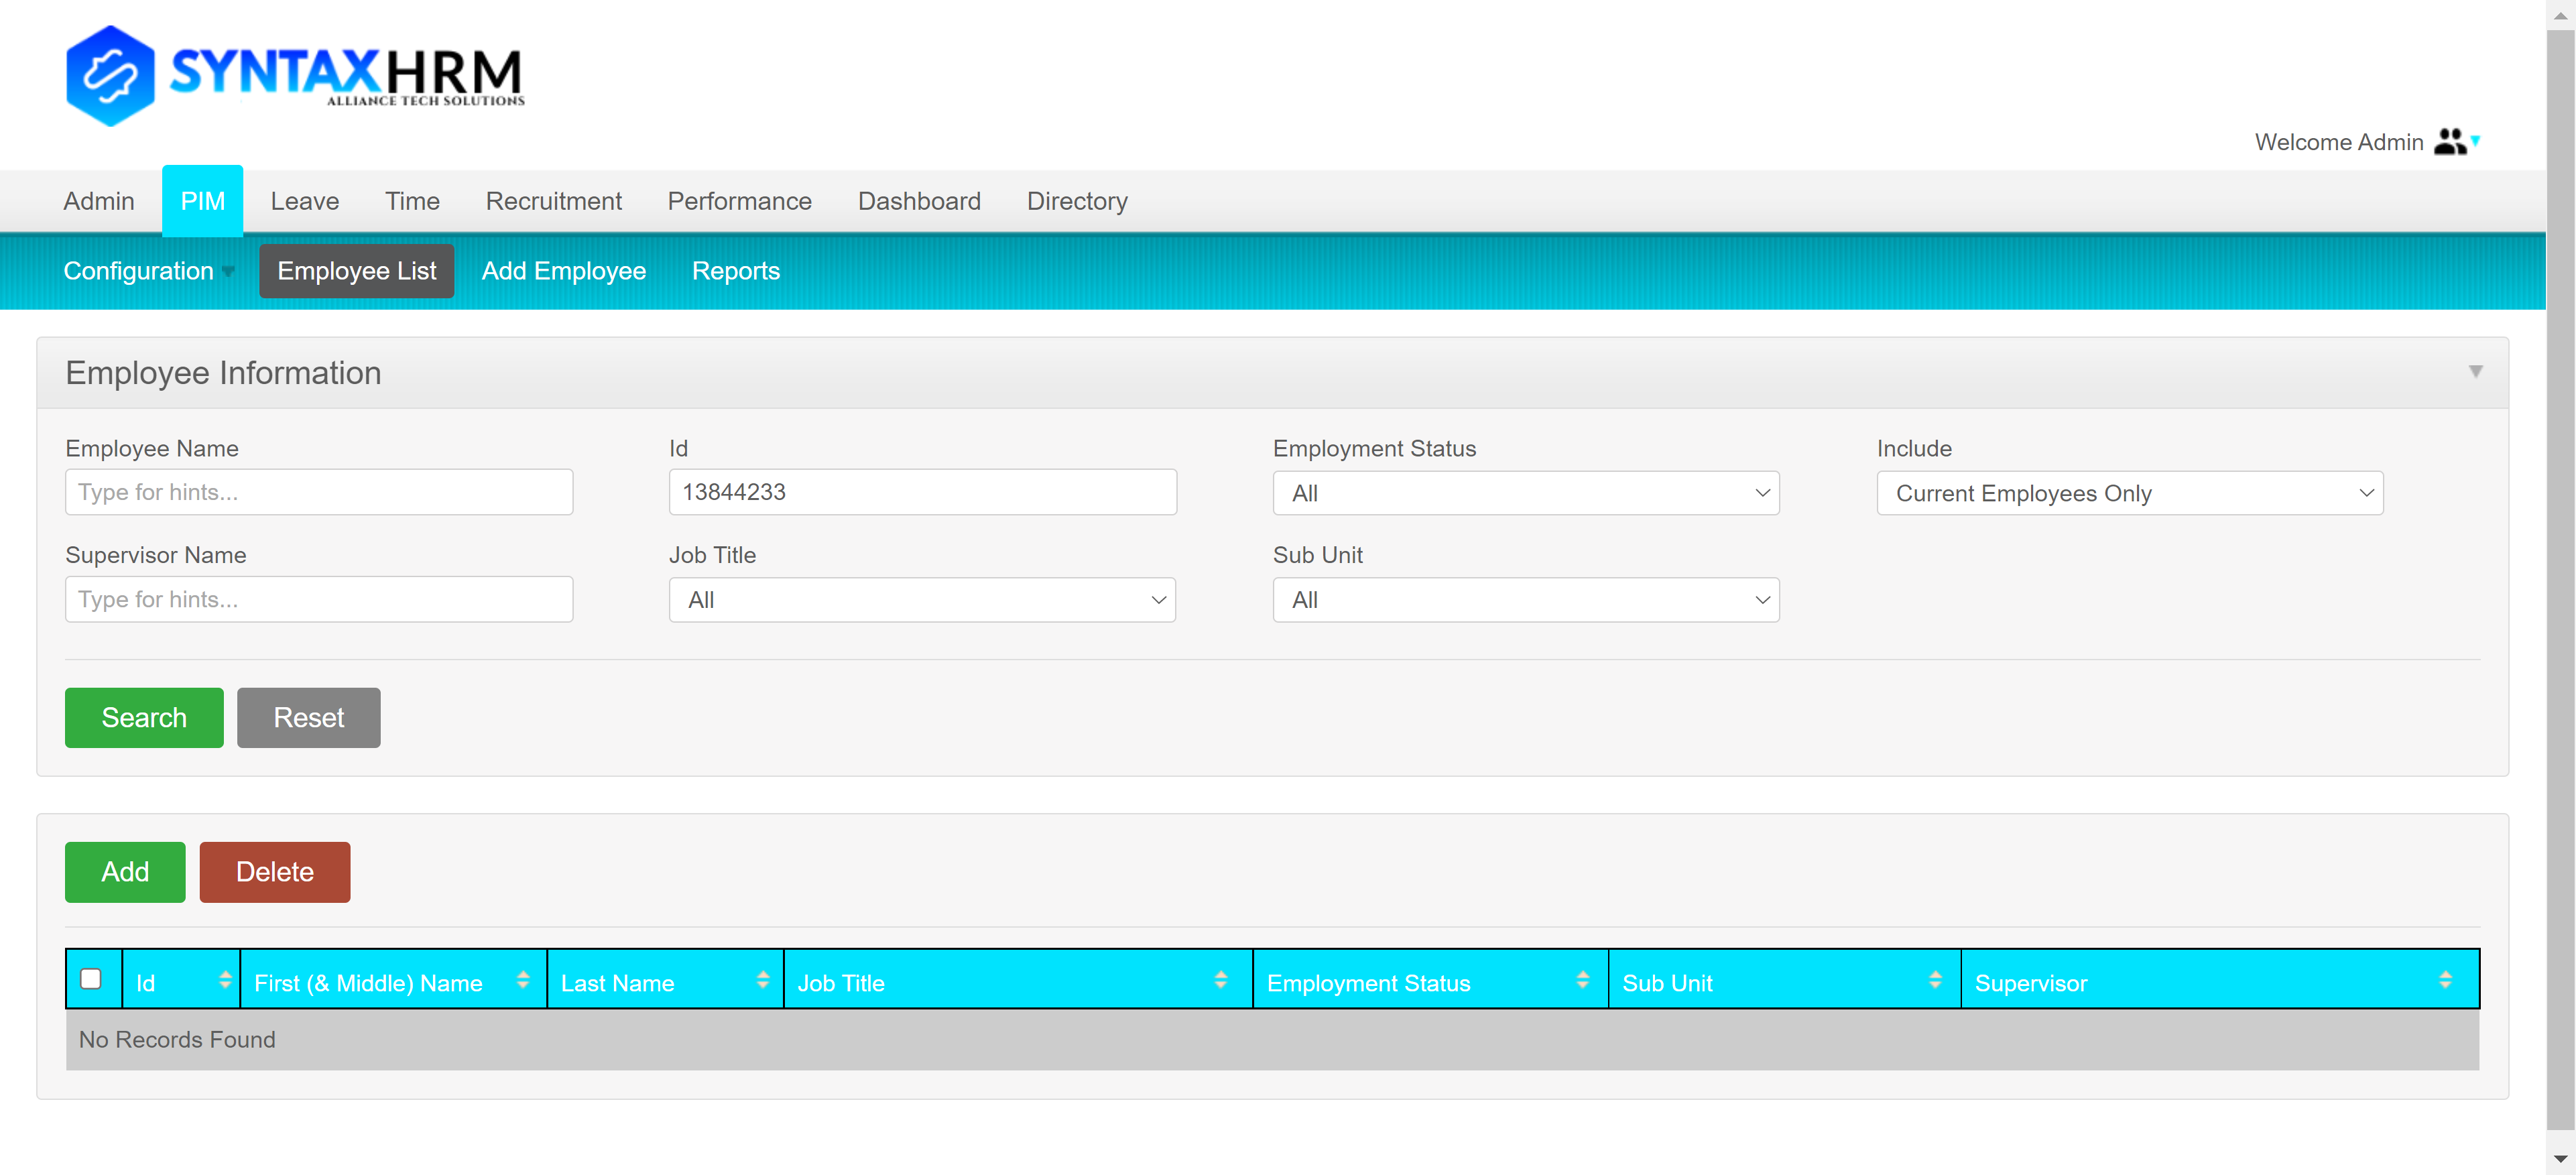 SYNTAXHRM
ALLIANCE TECH SOLUTIONS
Welcome Admin
Admin PIM Leave Time Recruitment Performance Dashboard Directory
Configuration Employee List Add Employee Reports
Employee Information
Employee Name Id Employment Status Include
Type for hints... 13844233 All Current Employees Only
Supervisor Name Job Title Sub Unit
Type for hints... All All
Search Reset
Add Delete
Id First (& Middle) Name Last Name Job Title Employment Status Sub Unit Supervisor
No Records Found